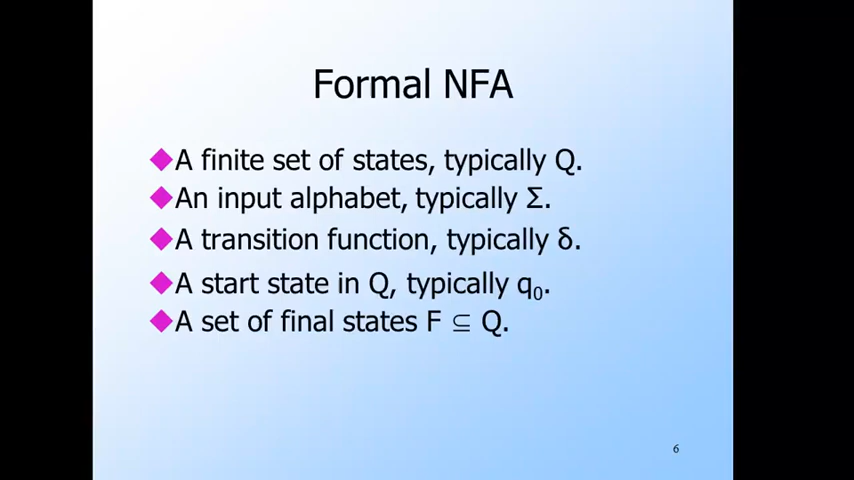 Formal NFA
A finite set of states, typically Q.
An input alphabet, typically Σ.
A transition function, typically δ.
A start state in Q, typically q₀.
A set of final states F ⊆ Q.
6